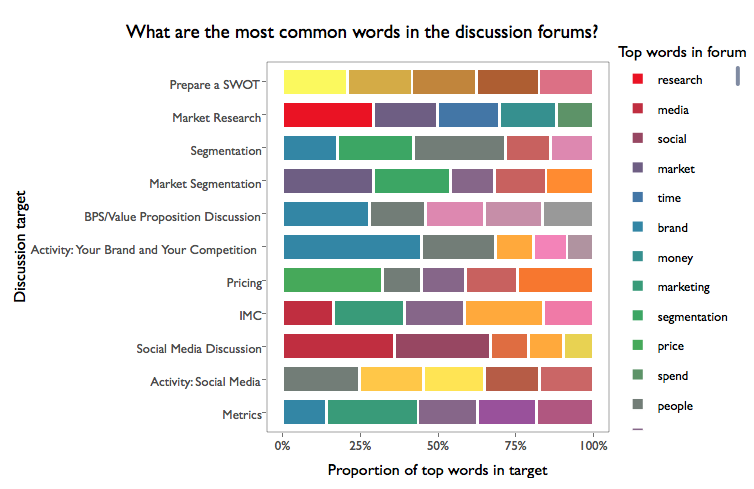 What are the most common words in the discussion forums?
Top words in forum
research
media
social
market
time
brand
money
marketing
segmentation
price
spend
people
Discussion target
Prepare a SWOT
Market Research
Segmentation
Market Segmentation
BPS/Value Proposition Discussion
Activity: Your Brand and Your Competition
Pricing
IMC
Social Media Discussion
Activity: Social Media
Metrics
0% 25% 50% 75% 100%
Proportion of top words in target